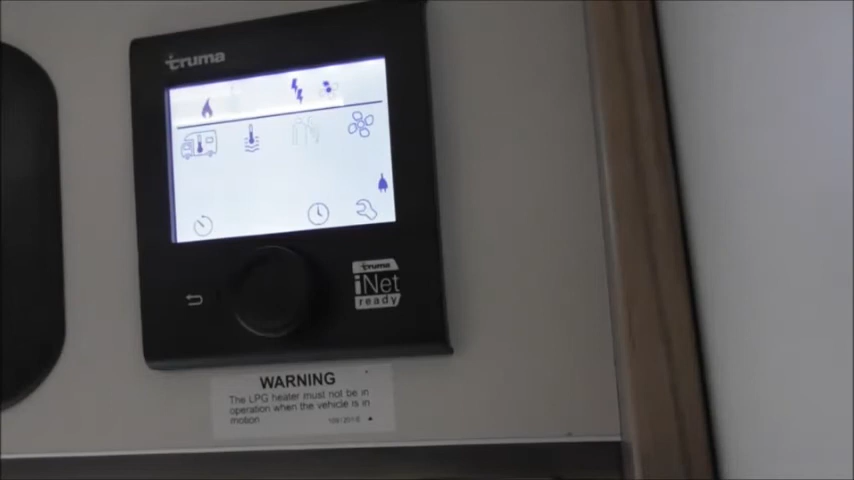 truma
truma
iNet
ready
WARNING
The LPG heater must not be in
operation when the vehicle is in
motion